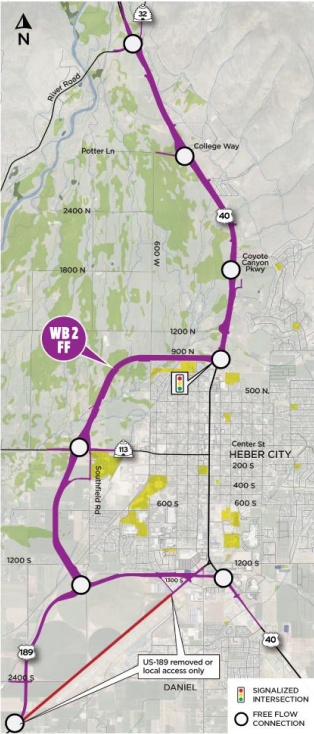 N
32
River Road
Potter Ln
College Way
2400 N
40
600 W
Coyote
Canyon
Pkwy
1800 N
WB 2
FF
1200 N
900 N
500 N.
Center St
HEBER CITY
113
200 S
400 S
Southfield Rd
600 S
600 S
1200 S
1200 S
1300 S
189
40
US-189 removed or
local access only
2400 S
DANIEL
SIGNALIZED
INTERSECTION
FREE FLOW
CONNECTION